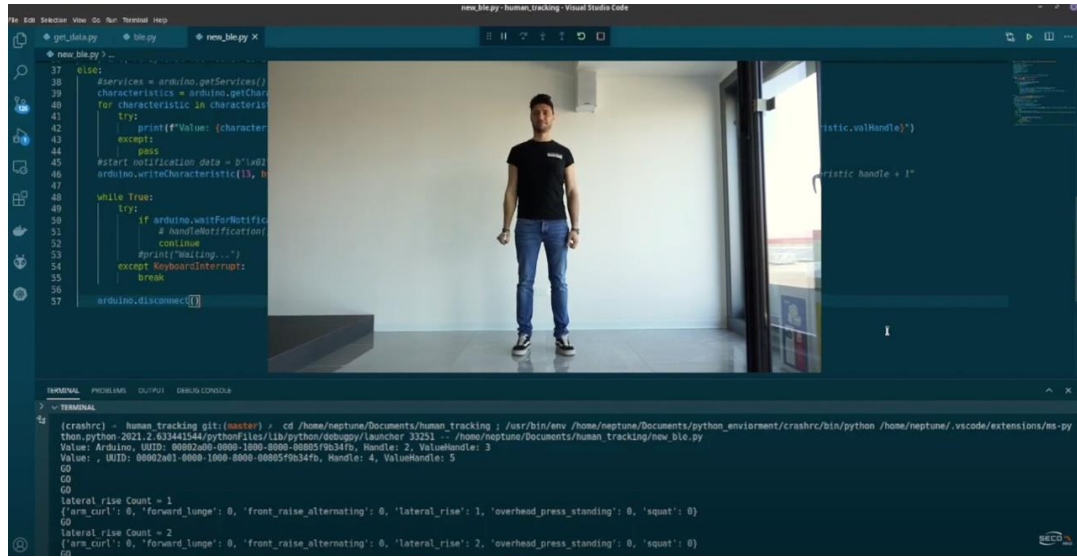 new_ble.py - human_tracking - Visual Studio Code
File Edit Selection View Go Run Terminal Help
get_data.py ble.py new_ble.py ×
new_ble.py > ...
37 else:
38 #services = arduino.getServices()
39 characteristics = arduino.getChar
40 for characteristic in characterist
41 try:
42 print(f"Value: {character ristic.valHandle}")
43 except:
44 pass
45 #start notification data = b"\x01
46 arduino.writeCharacteristic(13, b ristic handle + 1"
47
48 while True:
49 try:
50 if arduino.waitForNotific
51 # handleNotification(
52 continue
53 #print("Waiting...")
54 except KeyboardInterrupt:
55 break
56
57 arduino.disconnect()
TERMINAL PROBLEMS OUTPUT DEBUG CONSOLE
TERMINAL
(crashrc) → human_tracking git:(master) ✗ cd /home/neptune/Documents/human_tracking ; /usr/bin/env /home/neptune/Documents/python_enviorment/crashrc/bin/python /home/neptune/.vscode/extensions/ms-py
thon.python-2021.2.633441544/pythonFiles/lib/python/debugpy/launcher 33251 -- /home/neptune/Documents/human_tracking/new_ble.py
Value: Arduino, UUID: 00002a00-0000-1000-8000-00805f9b34fb, Handle: 2, ValueHandle: 3
Value: , UUID: 00002a01-0000-1000-8000-00805f9b34fb, Handle: 4, ValueHandle: 5
GO
GO
GO
lateral_rise Count = 1
{'arm_curl': 0, 'forward_lunge': 0, 'front_raise_alternating': 0, 'lateral_rise': 1, 'overhead_press_standing': 0, 'squat': 0}
GO
lateral_rise Count = 2
{'arm_curl': 0, 'forward_lunge': 0, 'front_raise_alternating': 0, 'lateral_rise': 2, 'overhead_press_standing': 0, 'squat': 0}
GO
SECO